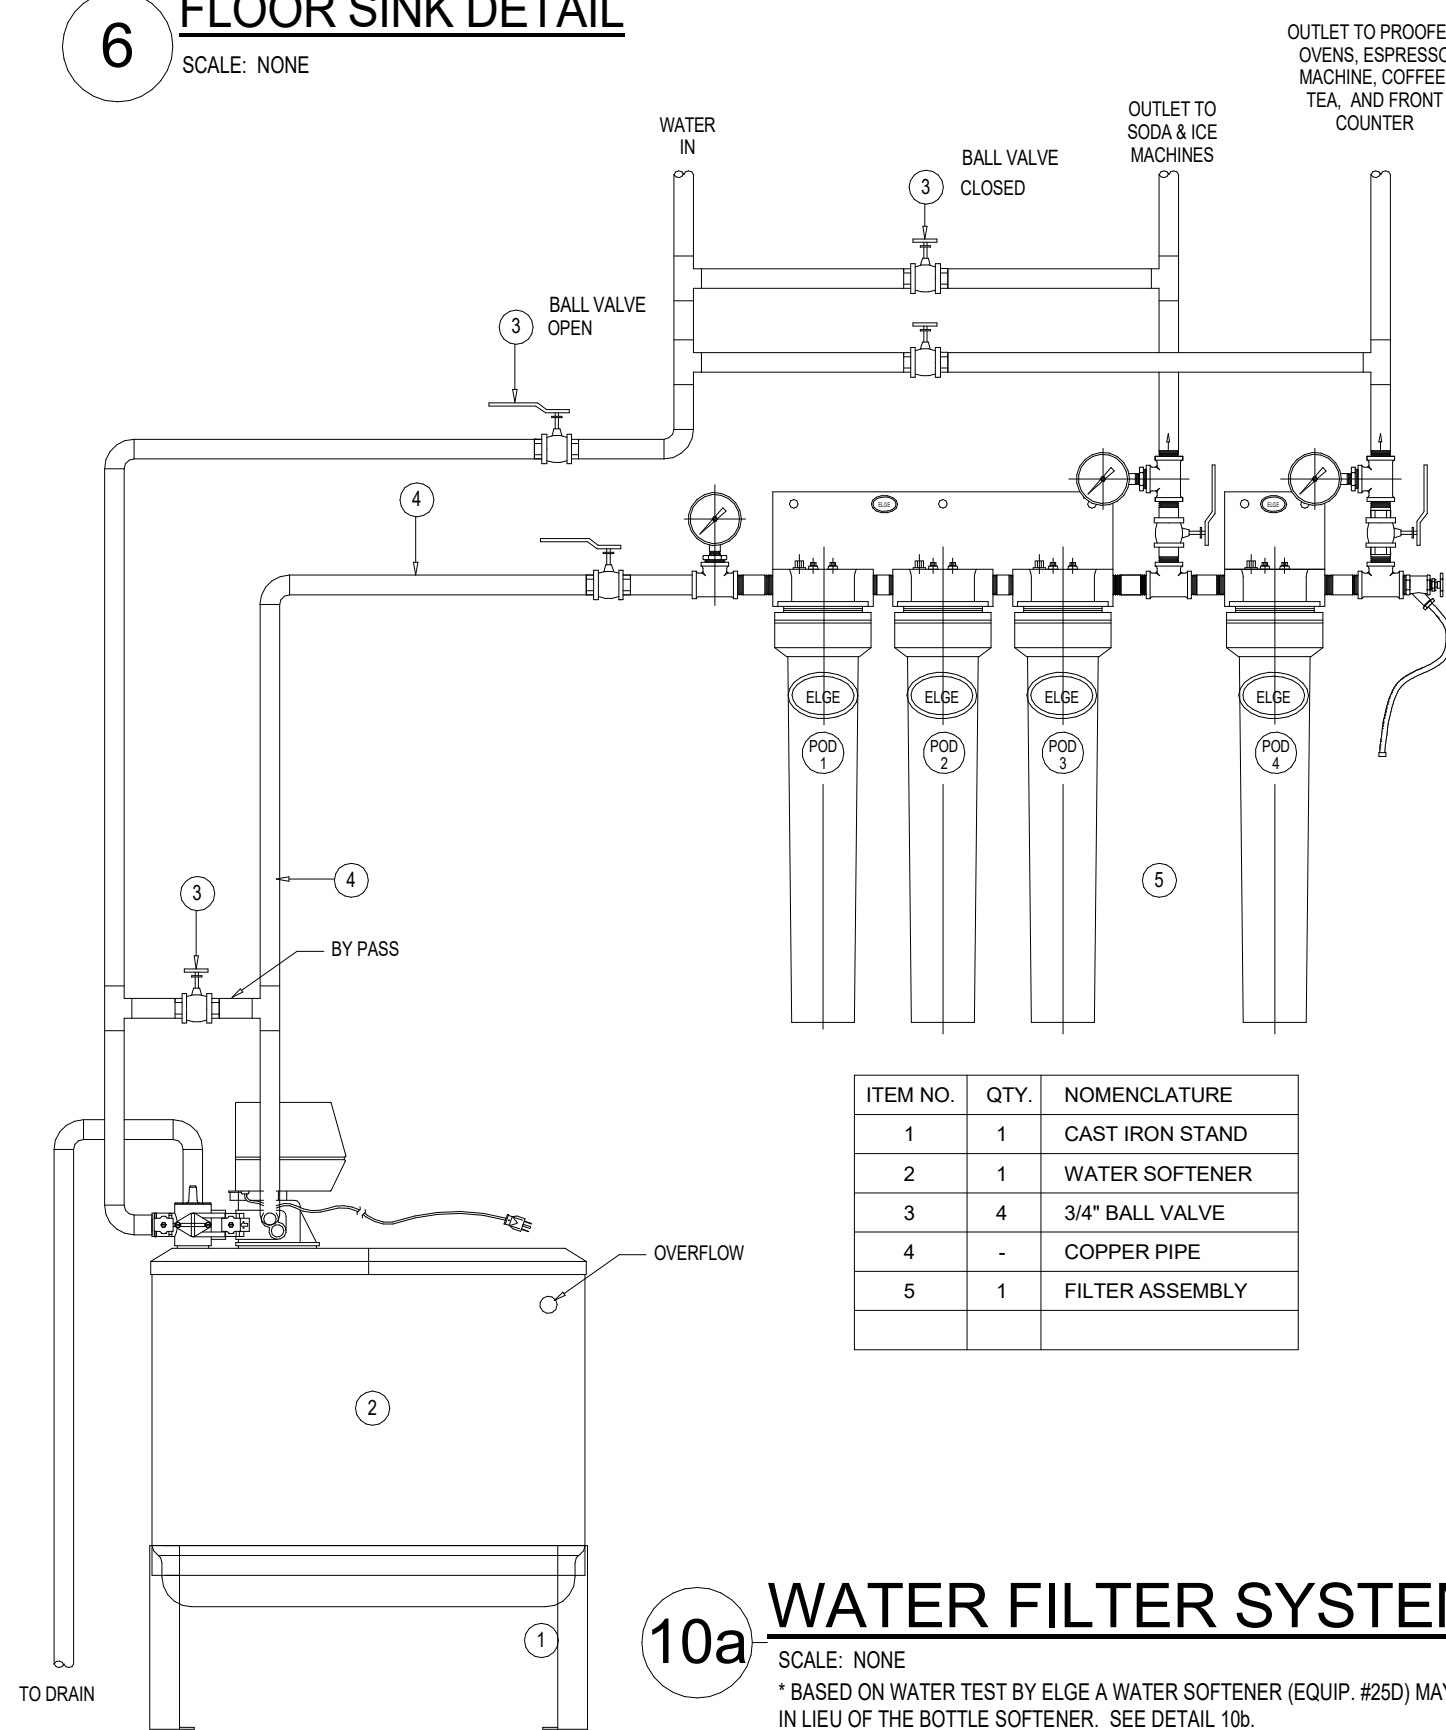 6
FLOOR SINK DETAIL
SCALE: NONE
OUTLET TO PROOFE
OVENS, ESPRESSO
MACHINE, COFFEE
TEA, AND FRONT
COUNTER
OUTLET TO
SODA & ICE
MACHINES
WATER
IN
BALL VALVE
3 CLOSED
BALL VALVE
3 OPEN
4
ELGE
ELGE
ELGE
ELGE
ELGE
ELGE
POD
1
POD
2
POD
3
POD
4
3
4
5
BY PASS
ITEM NO. QTY. NOMENCLATURE
1 1 CAST IRON STAND
2 1 WATER SOFTENER
3 4 3/4" BALL VALVE
4 - COPPER PIPE
5 1 FILTER ASSEMBLY
OVERFLOW
2
1
TO DRAIN
10a
WATER FILTER SYSTE
SCALE: NONE
* BASED ON WATER TEST BY ELGE A WATER SOFTENER (EQUIP. #25D) MAY
IN LIEU OF THE BOTTLE SOFTENER. SEE DETAIL 10b.